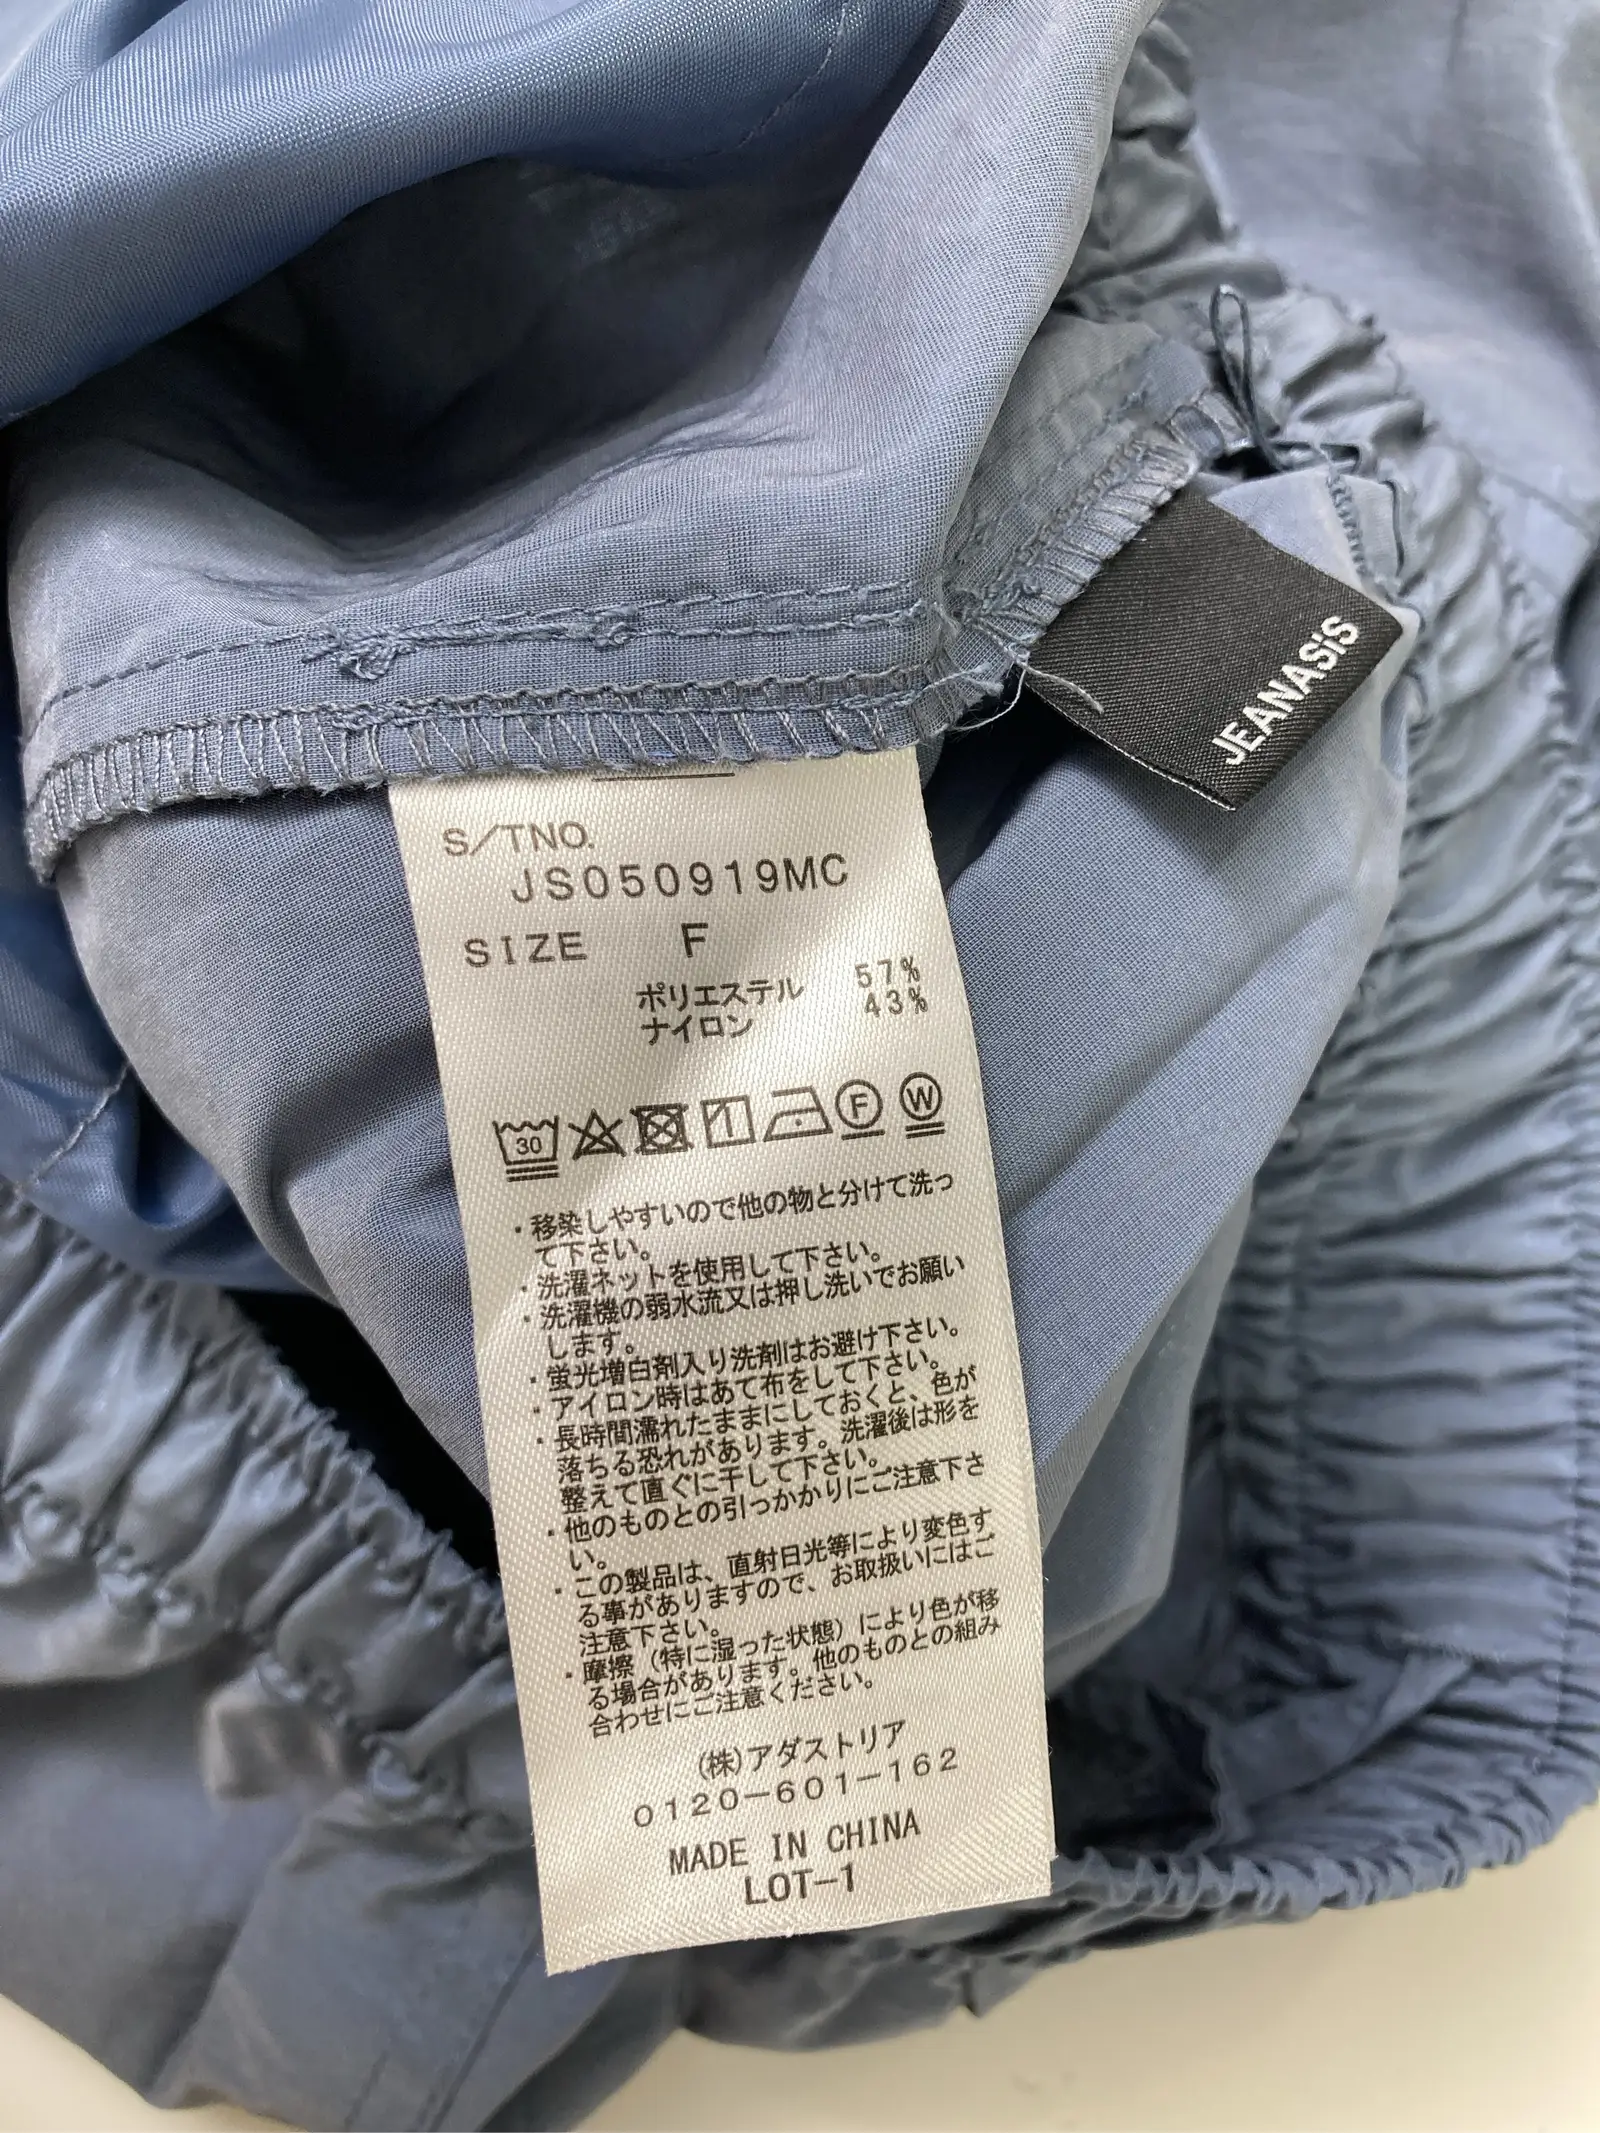 JEANASiS
S/TNO.
JS050919MC
SIZE F
ポリエステル 57%
ナイロン 43%
30 F W
・移染しやすいので他の物と分けて洗っ
て下さい。
・洗濯ネットを使用して下さい。
・洗濯機の弱水流又は押し洗いでお願い
します。
・蛍光増白剤入り洗剤はお避け下さい。
・アイロン時はあて布をして下さい。
・長時間濡れたままにしておくと、色が
落ちる恐れがあります。洗濯後は形を
整えて直ぐに干して下さい。
・他のものとの引っかかりにご注意下さ
い。
・この製品は、直射日光等により変色す
る事がありますので、お取扱いにはご
注意下さい。
・摩擦（特に湿った状態）により色が移
る場合があります。他のものとの組み
合わせにご注意ください。
(株)アダストリア
0120-601-162
MADE IN CHINA
LOT-1